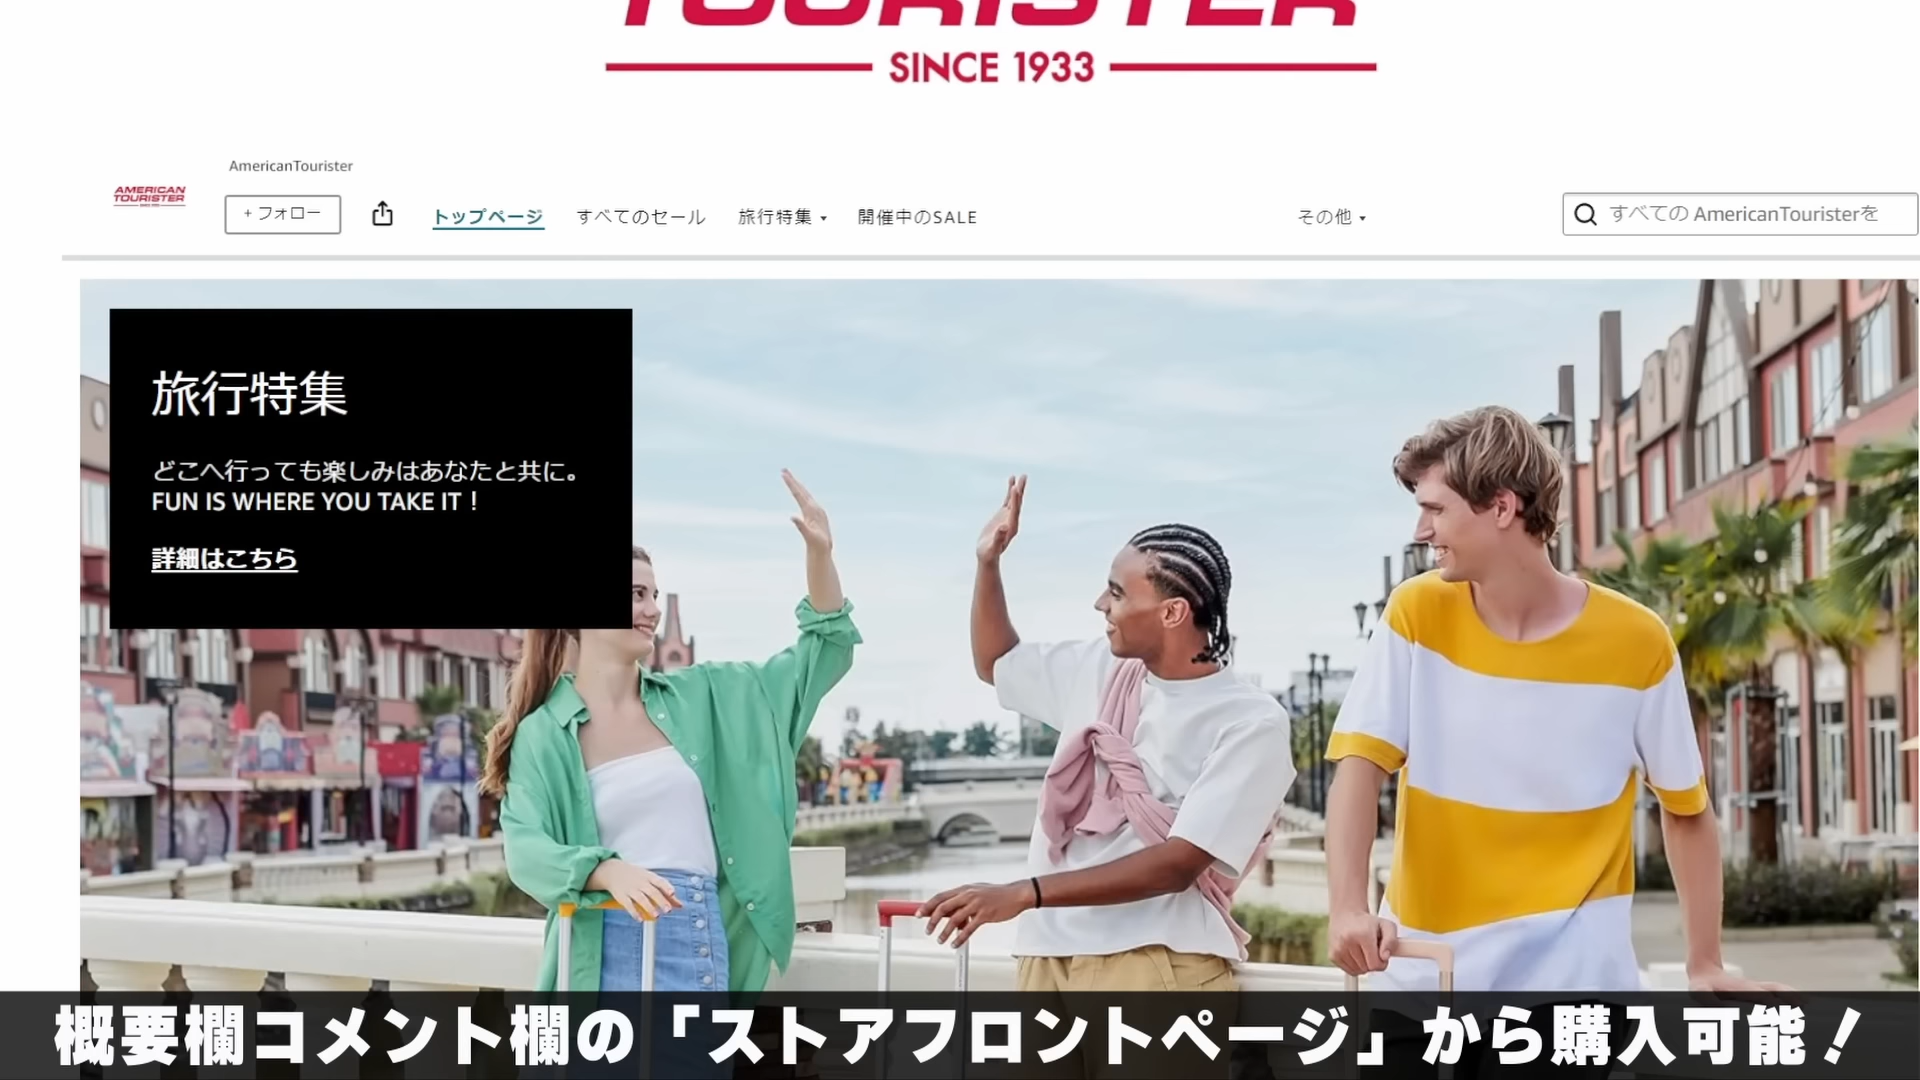 TOURISTER
SINCE 1933
AmericanTourister
AMERICAN
TOURISTER
+ フォロー
トップページ
すべてのセール
旅行特集
開催中のSALE
その他
すべての AmericanTouristerを
旅行特集
どこへ行っても楽しみはあなたと共に。
FUN IS WHERE YOU TAKE IT！
詳細はこちら
概要欄コメント欄の「ストアフロントページ」から購入可能！